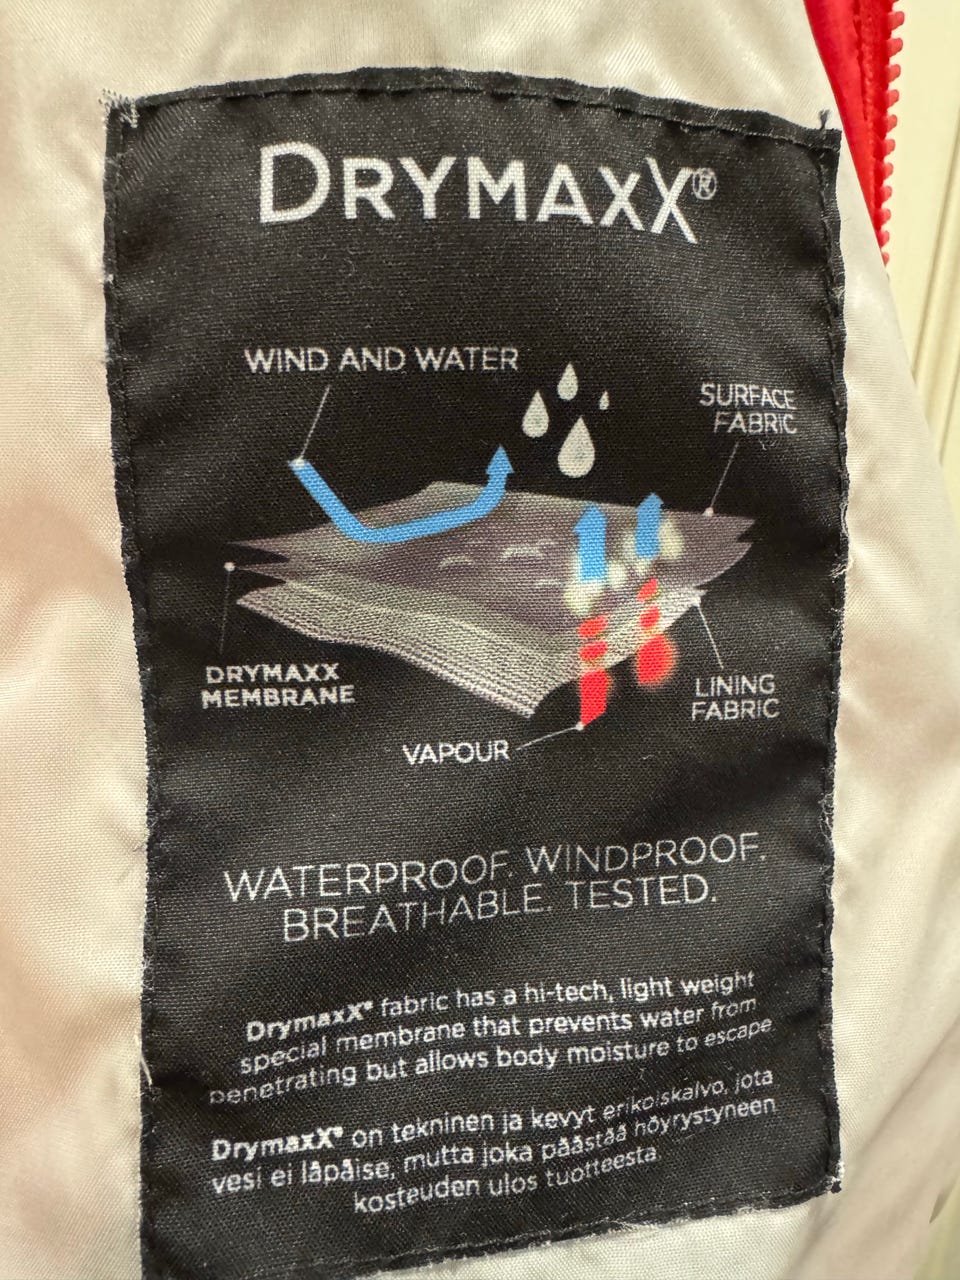 DRYMAXX®
WIND AND WATER
SURFACE
FABRIC
DRYMAXX
MEMBRANE
LINING
FABRIC
VAPOUR
WATERPROOF. WINDPROOF.
BREATHABLE. TESTED.
DrymaxX® fabric has a hi-tech, light weight
special membrane that prevents water from
penetrating but allows body moisture to escape.
DrymaxX® on tekninen ja kevyt erikoiskalvo, jota
vesi ei låpåise, mutta joka pååståå höyrystyneen
kosteuden ulos tuotteesta.